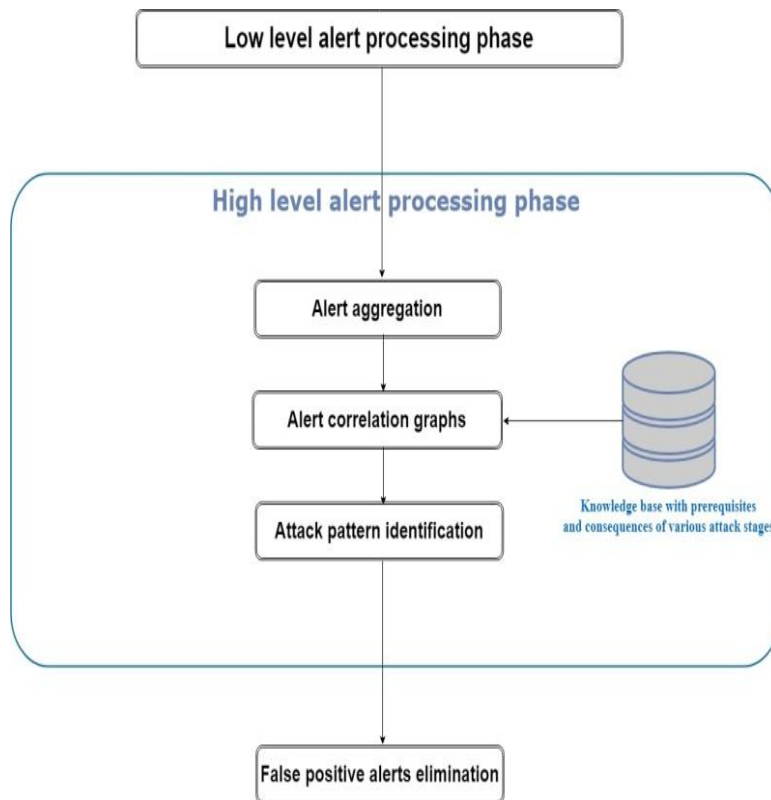 Low level alert processing phase
High level alert processing phase
Alert aggregation
Alert correlation graphs
Knowledge base with prerequisites
and consequences of various attack stages
Attack pattern identification
False positive alerts elimination